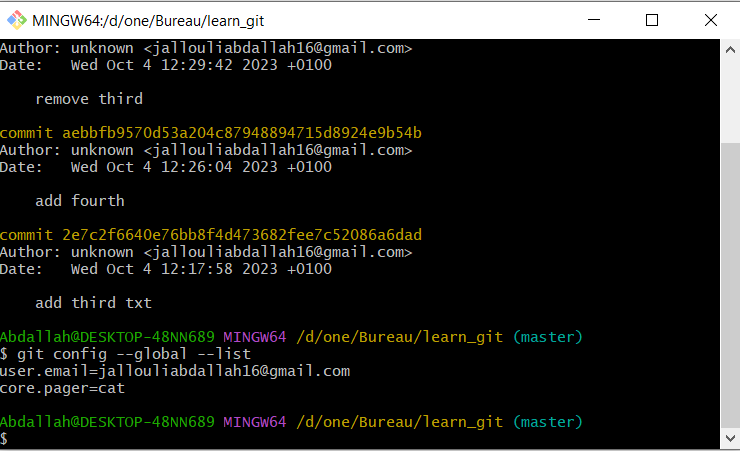 MINGW64:/d/one/Bureau/learn_git
Author: unknown <jallouliabdallah16@gmail.com>
Date:   Wed Oct 4 12:29:42 2023 +0100
    remove third
commit aebbfb9570d53a204c87948894715d8924e9b54b
Author: unknown <jallouliabdallah16@gmail.com>
Date:   Wed Oct 4 12:26:04 2023 +0100
    add fourth
commit 2e7c2f6640e76bb8f4d473682fee7c52086a6dad
Author: unknown <jallouliabdallah16@gmail.com>
Date:   Wed Oct 4 12:17:58 2023 +0100
    add third txt
Abdallah@DESKTOP-48NN689 MINGW64 /d/one/Bureau/learn_git (master)
$ git config --global --list
user.email=jallouliabdallah16@gmail.com
core.pager=cat
Abdallah@DESKTOP-48NN689 MINGW64 /d/one/Bureau/learn_git (master)
$